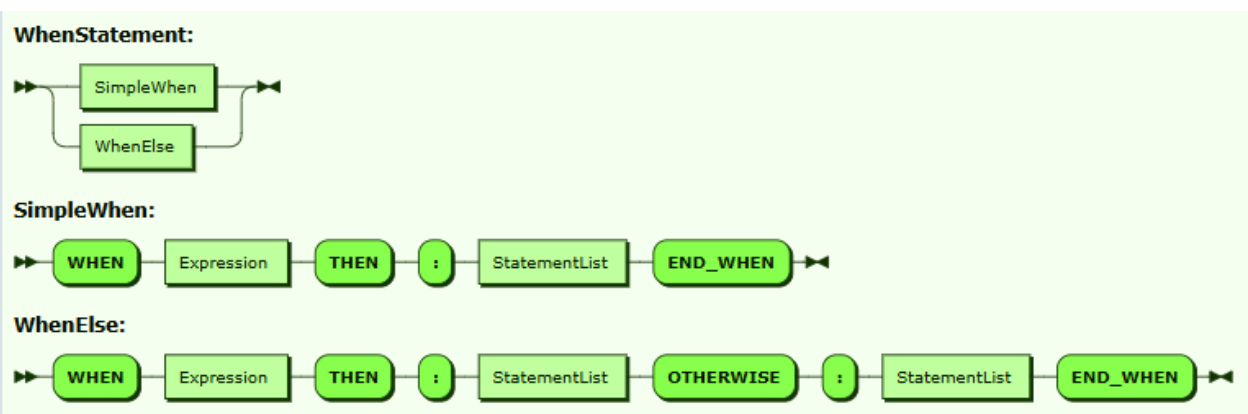 WhenStatement:
SimpleWhen
WhenElse
SimpleWhen:
WHEN Expression THEN : StatementList END_WHEN
WhenElse:
WHEN Expression THEN : StatementList OTHERWISE : StatementList END_WHEN